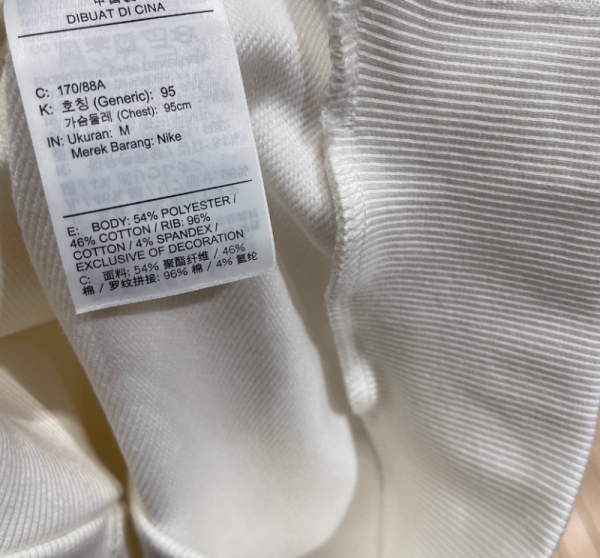 DIBUAT DI CINA
C: 170/88A
K: 호칭 (Generic): 95
가슴둘레 (Chest): 95cm
IN: Ukuran: M
Merek Barang: Nike
E: BODY: 54% POLYESTER /
46% COTTON / RIB: 96%
COTTON / 4% SPANDEX /
EXCLUSIVE OF DECORATION
C: 面料: 54% 聚酯纤维 / 46%
棉 / 罗纹拼接: 96% 棉 / 4% 氨纶